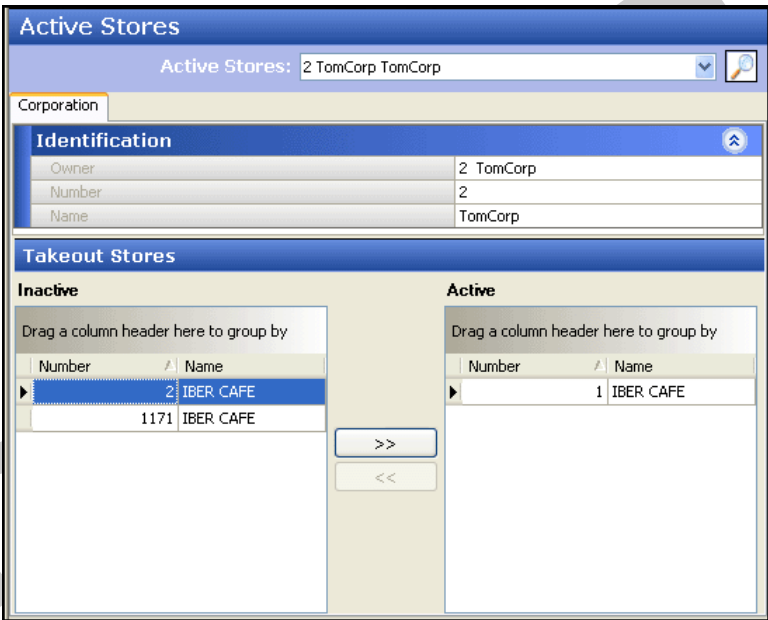 Active Stores
Active Stores: 2 TomCorp TomCorp
Corporation
Identification
Owner 2 TomCorp
Number 2
Name TomCorp
Takeout Stores
Inactive
Drag a column header here to group by
Number Name
2 IBER CAFE
1171 IBER CAFE
>>
<<
Active
Drag a column header here to group by
Number Name
1 IBER CAFE